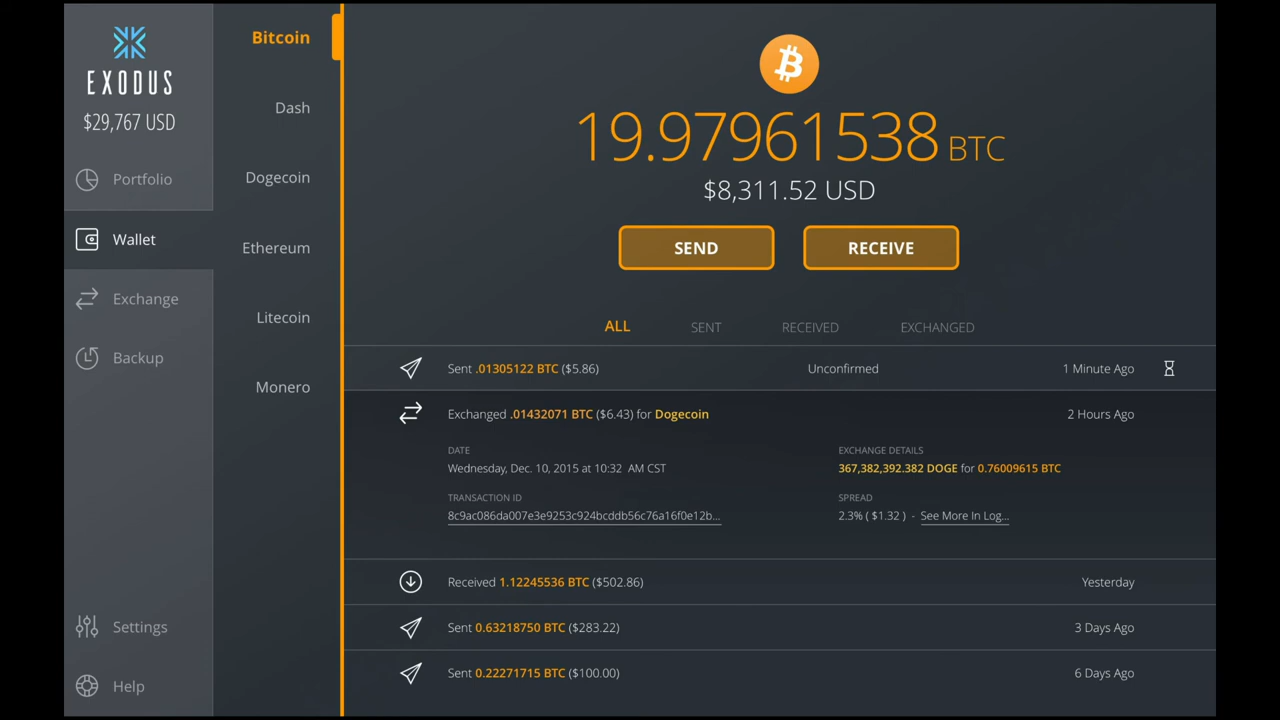 EXODUS
$29,767 USD
Portfolio
Wallet
Exchange
Backup
Settings
Help
Bitcoin
Dash
Dogecoin
Ethereum
Litecoin
Monero
19.97961538 BTC
$8,311.52 USD
SEND RECEIVE
ALL SENT RECEIVED EXCHANGED
Sent .01305122 BTC ($5.86) Unconfirmed 1 Minute Ago
Exchanged .01432071 BTC ($6.43) for Dogecoin 2 Hours Ago
DATE EXCHANGE DETAILS
Wednesday, Dec. 10, 2015 at 10:32 AM CST 367,382,392.382 DOGE for 0.76009615 BTC
TRANSACTION ID SPREAD
8c9ac086da007e3e9253c924bcddb56c76a16f0e12b... 2.3% ( $1.32 ) - See More In Log...
Received 1.12245536 BTC ($502.86) Yesterday
Sent 0.63218750 BTC ($283.22) 3 Days Ago
Sent 0.22271715 BTC ($100.00) 6 Days Ago